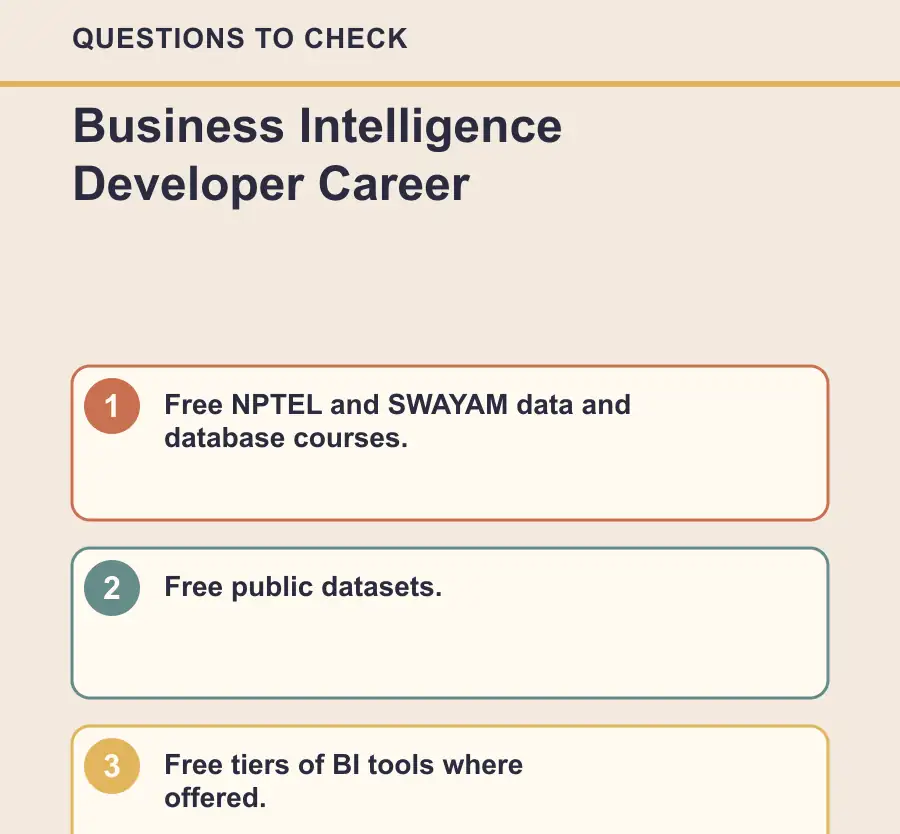 QUESTIONS TO CHECK
Business Intelligence
Developer Career
1
Free NPTEL and SWAYAM data and
database courses.
2
Free public datasets.
3
Free tiers of BI tools where
offered.